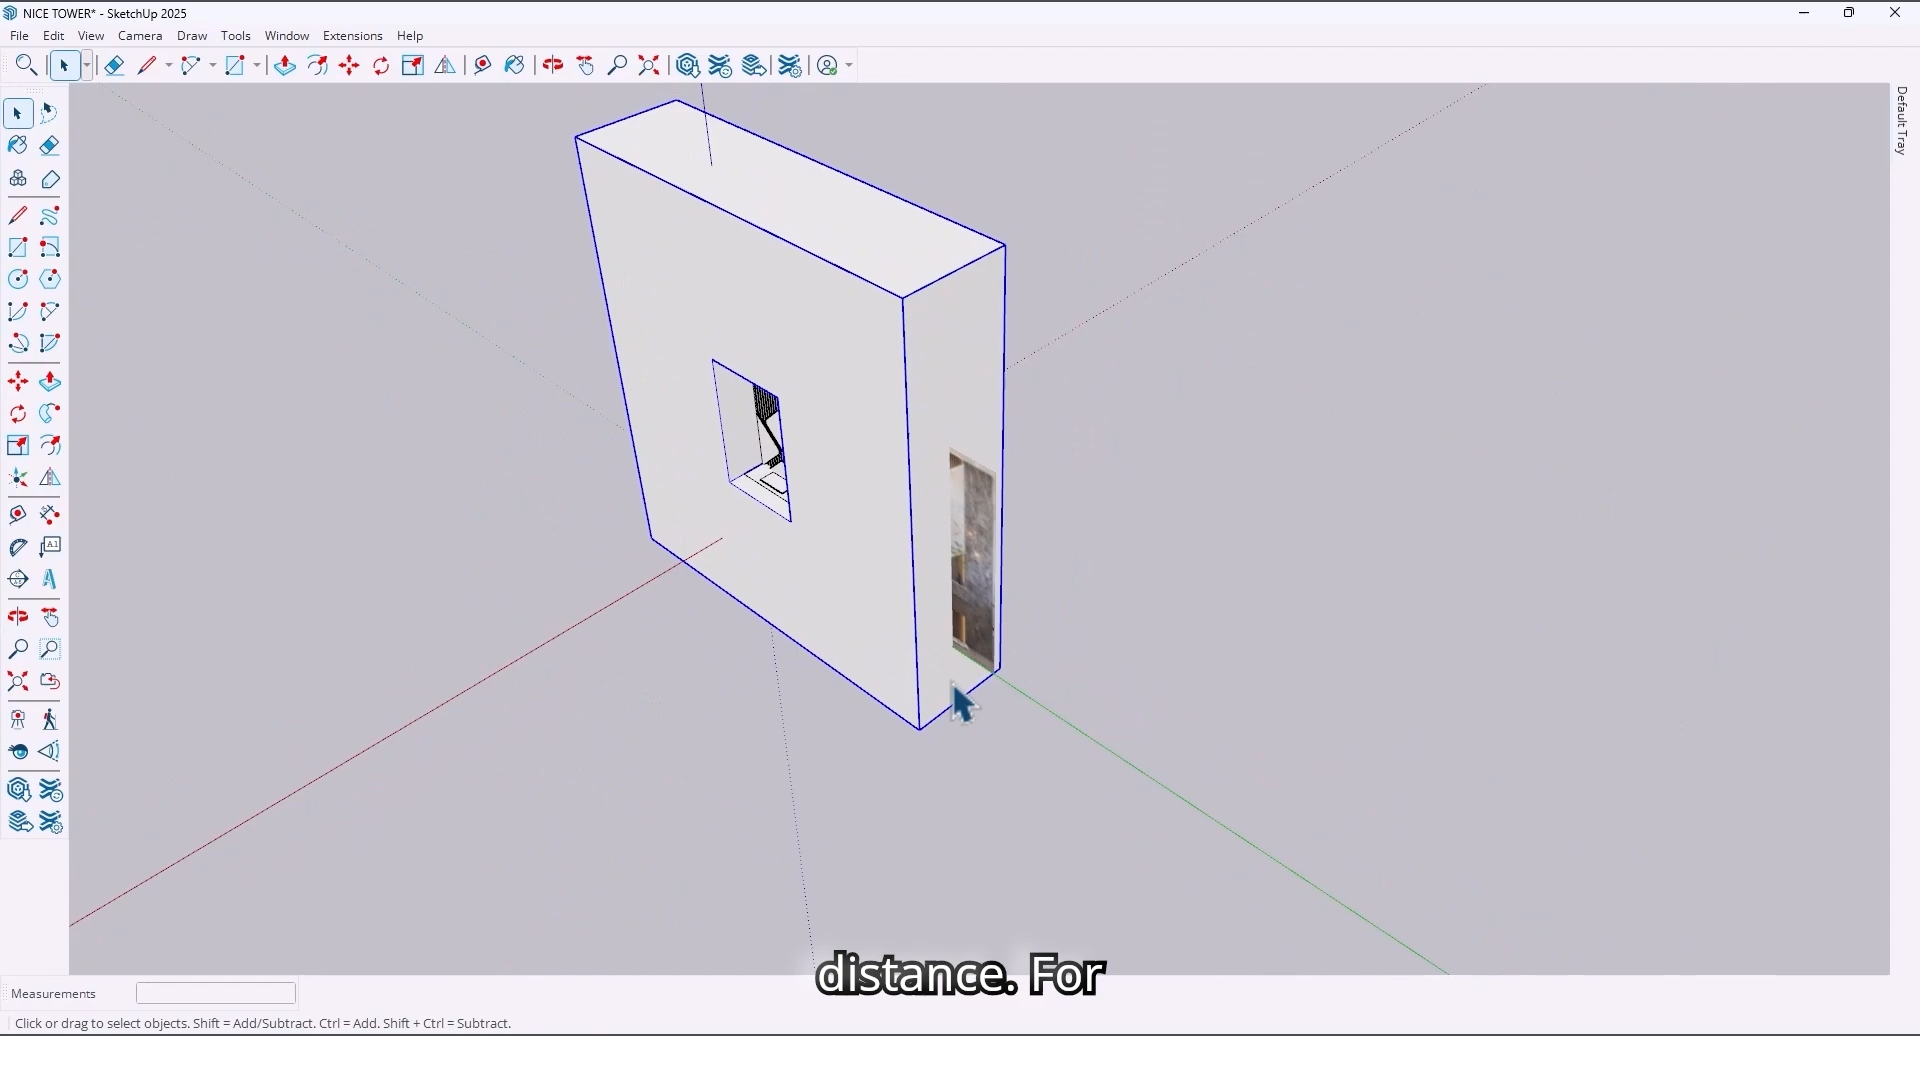 NICE TOWER* - SketchUp 2025
File Edit View Camera Draw Tools Window Extensions Help
Default Tray
A1
distance. For
Measurements
Click or drag to select objects. Shift = Add/Subtract. Ctrl = Add. Shift + Ctrl = Subtract.